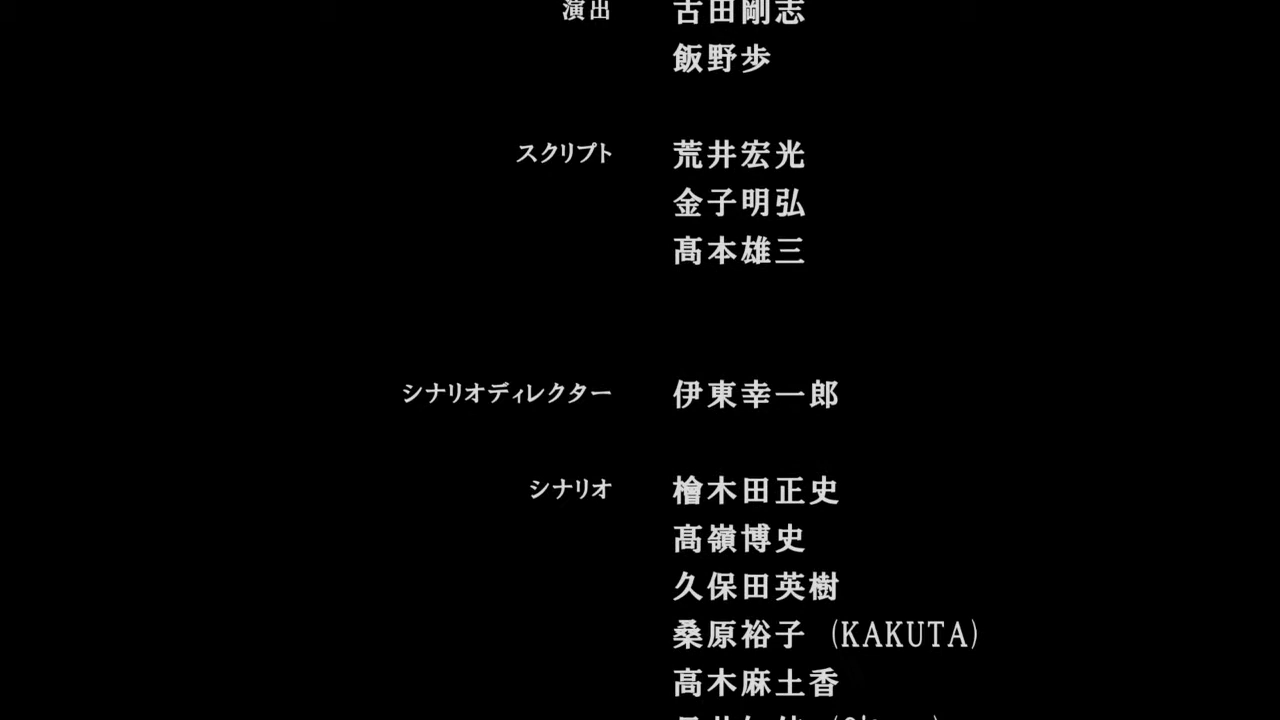 演出 古田剛志
飯野歩
スクリプト 荒井宏光
金子明弘
髙本雄三
シナリオディレクター 伊東幸一郎
シナリオ 檜木田正史
髙嶺博史
久保田英樹
桑原裕子 (KAKUTA)
髙木麻土香